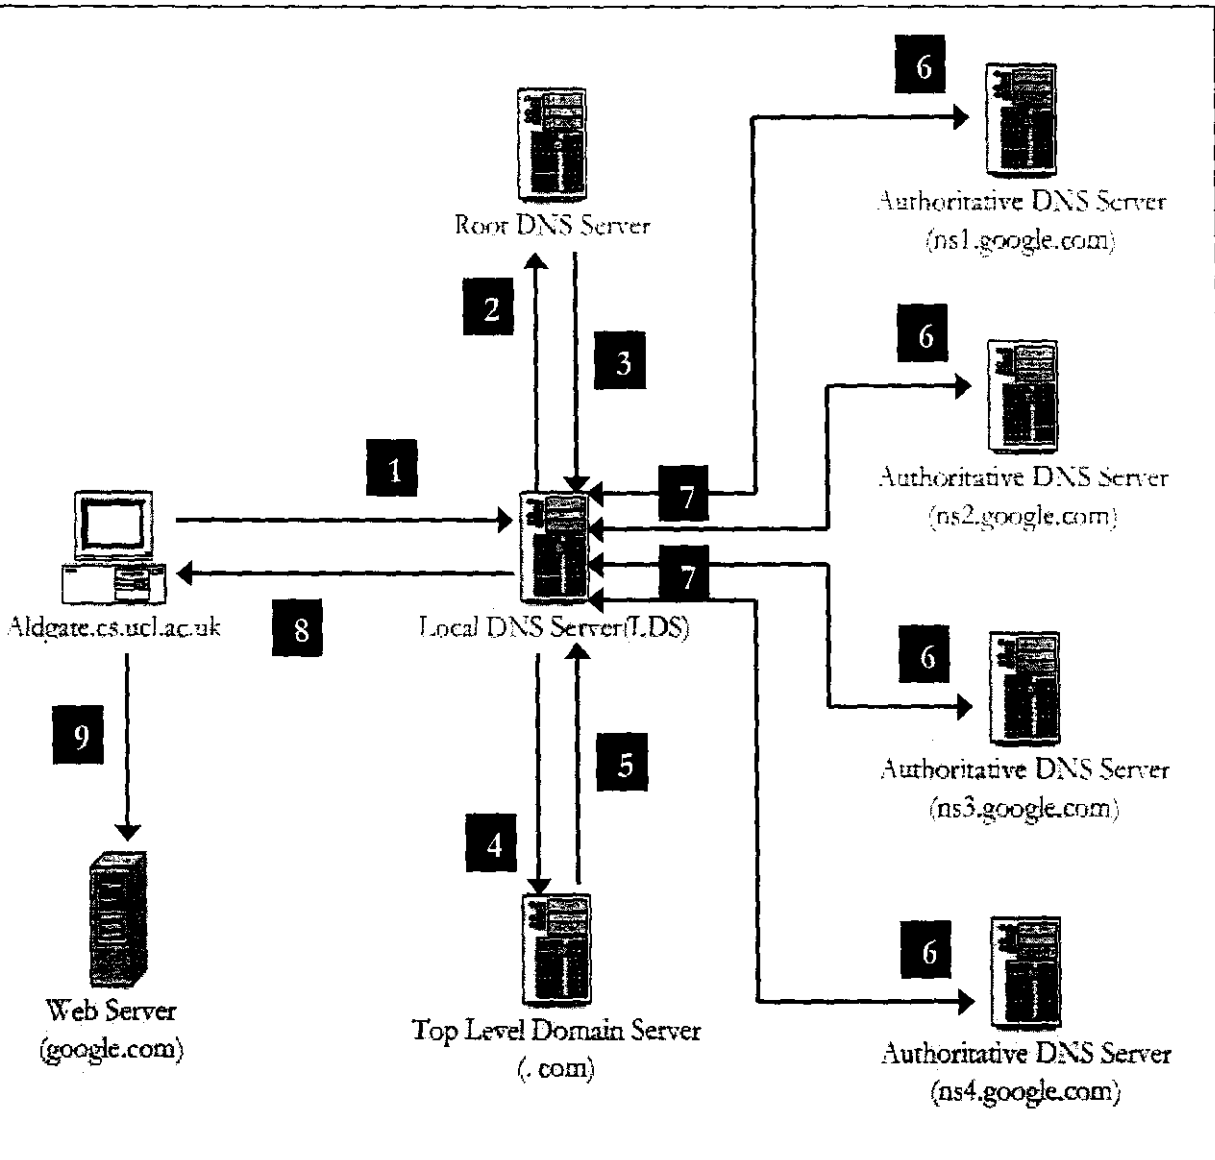 6
Authoritative DNS Server
(ns1.google.com)
Root DNS Server
2
3
6
Authoritative DNS Server
(ns2.google.com)
1
7
7
Aldgate.cs.ucl.ac.uk
8
Local DNS Server(LDS)
6
Authoritative DNS Server
(ns3.google.com)
9
5
4
6
Web Server
(google.com)
Top Level Domain Server
(. com)
Authoritative DNS Server
(ns4.google.com)